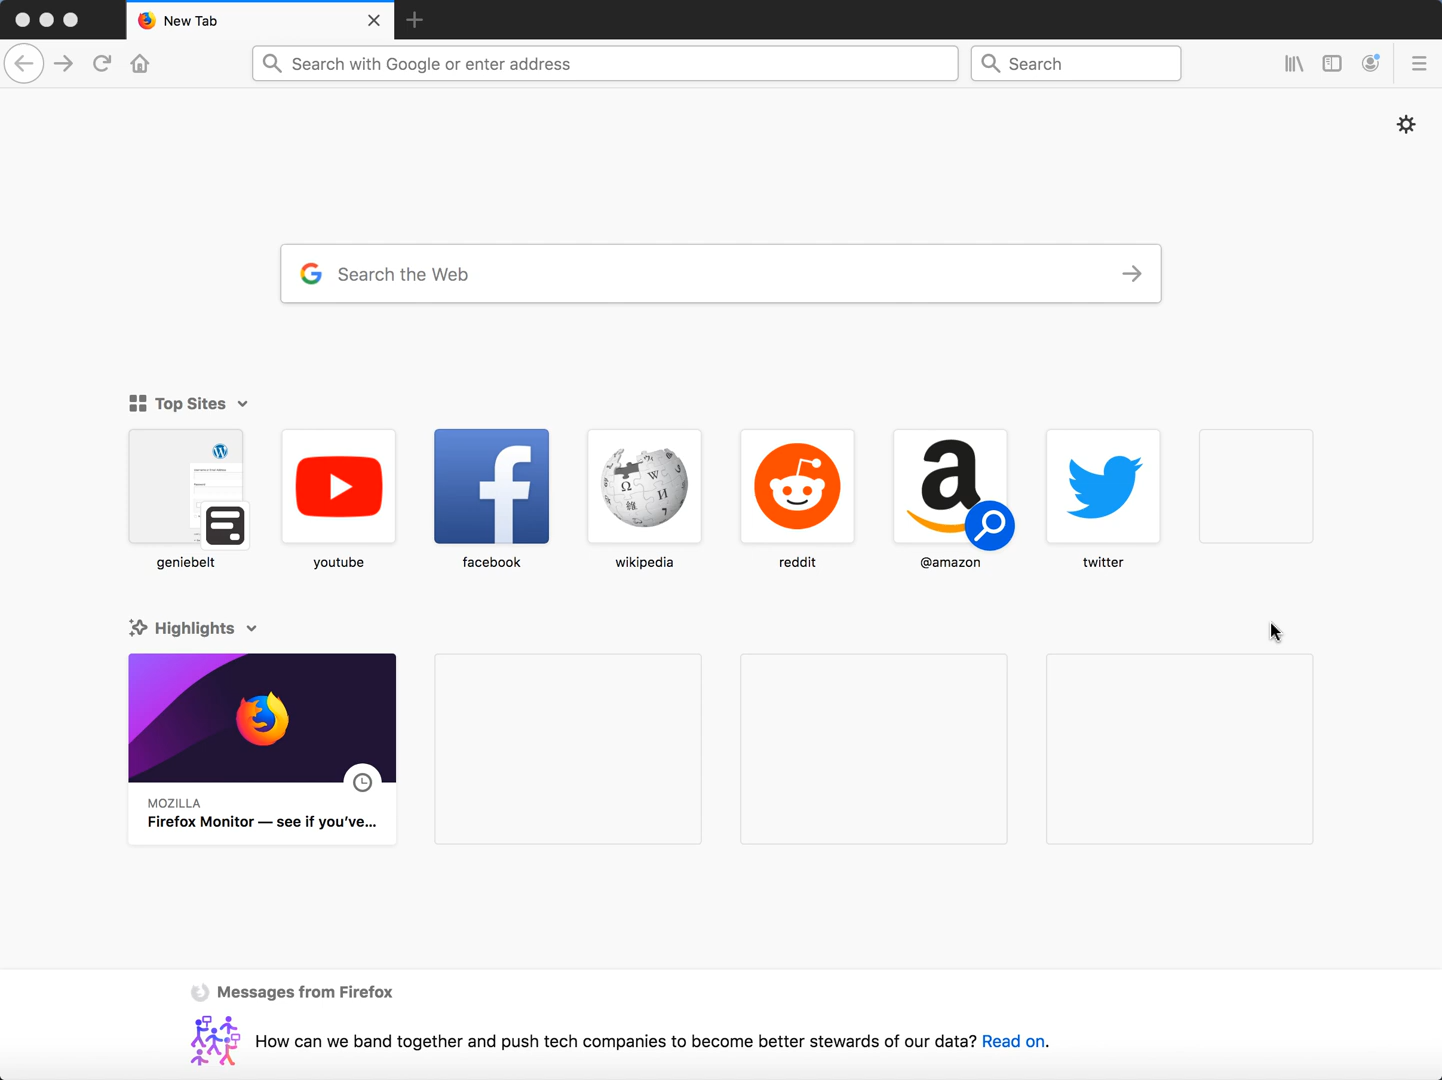 New Tab
Search with Google or enter address
Search
Search the Web
Top Sites
geniebelt
youtube
facebook
wikipedia
reddit
@amazon
twitter
Highlights
MOZILLA
Firefox Monitor — see if you’ve...
Messages from Firefox
How can we band together and push tech companies to become better stewards of our data? Read on.